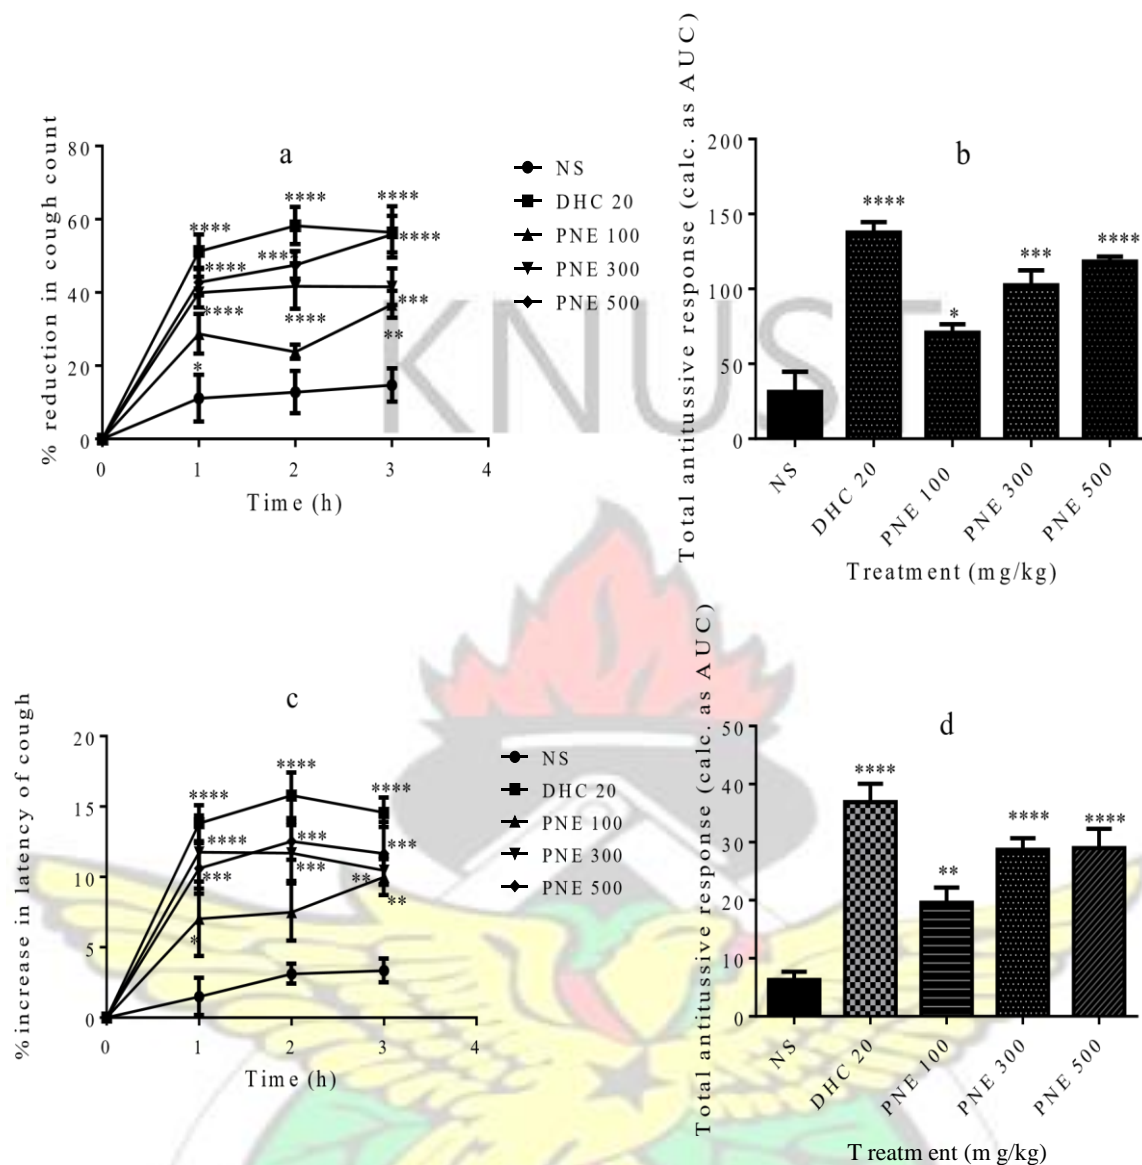 a
% reduction in cough count
80
60
40
20
0
0 1 2 3 4
Time (h)
**** **** ****
**** **** ****
**** **** ***
* **
NS
DHC 20
PNE 100
PNE 300
PNE 500
b
Total antitussive response (calc. as AUC)
200
150
100
50
0
**** * *** ****
NS DHC 20 PNE 100 PNE 300 PNE 500
Treatment (mg/kg)
KNUST
c
%increase in latency of cough
20
15
10
5
0
0 1 2 3 4
Time (h)
**** **** ****
**** *** ***
*** *** **
* **
NS
DHC 20
PNE 100
PNE 300
PNE 500
d
Total antitussive response (calc. as AUC)
50
40
30
20
10
0
**** ** **** ****
NS DHC 20 PNE 100 PNE 300 PNE 500
T reatm ent (m g/kg)